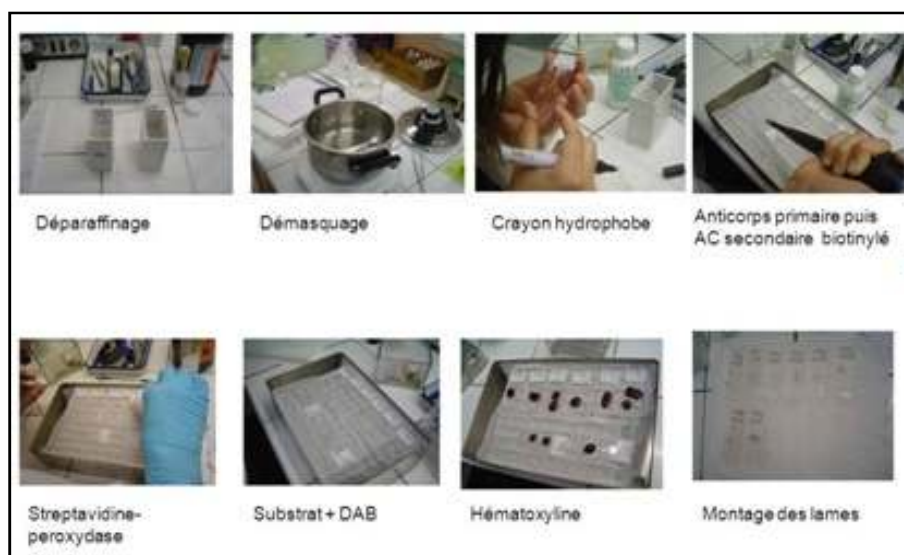 Déparaffinage
Démasquage
Crayon hydrophobe
Anticorps primaire puis
AC secondaire biotinylé
Streptavidine-
peroxydase
Substrat + DAB
Hématoxyline
Montage des lames